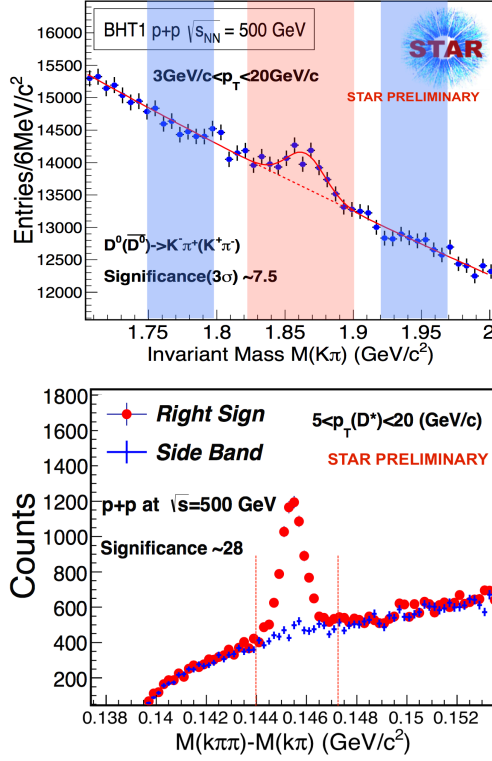 BHT1 p+p √s_NN = 500 GeV
STAR
3GeV/c<p_T<20GeV/c
STAR PRELIMINARY
Entries/6MeV/c²
15500
15000
14500
14000
13500
13000
12500
12000
D⁰(D̅⁰)->K⁻π⁺(K⁺π⁻)
Significance(3σ) ~7.5
1.75 1.8 1.85 1.9 1.95 2
Invariant Mass M(Kπ) (GeV/c²)
1800
1600
1400
1200
1000
800
600
400
200
Counts
Right Sign
Side Band
5<p_T(D*)<20 (GeV/c)
STAR PRELIMINARY
p+p at √s=500 GeV
Significance ~28
0.138 0.14 0.142 0.144 0.146 0.148 0.15 0.152
M(kππ)-M(kπ) (GeV/c²)